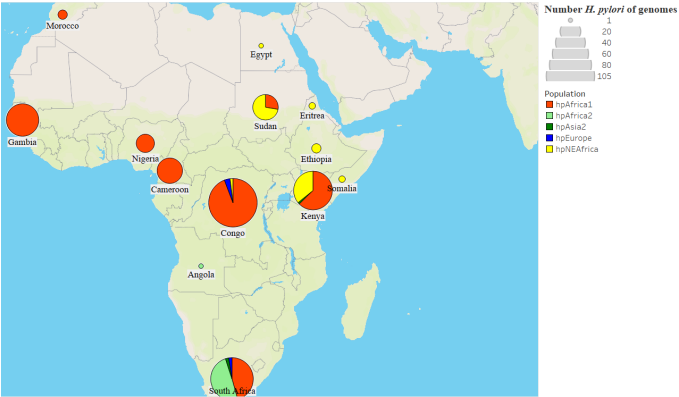 Number H. pylori of genomes
1
20
40
60
80
105
Population
hpAfrica1
hpAfrica2
hpAsia2
hpEurope
hpNEAfrica
Morocco
Egypt
Sudan
Eritrea
Gambia
Nigeria
Ethiopia
Cameroon
Somalia
Kenya
Congo
Angola
South Africa